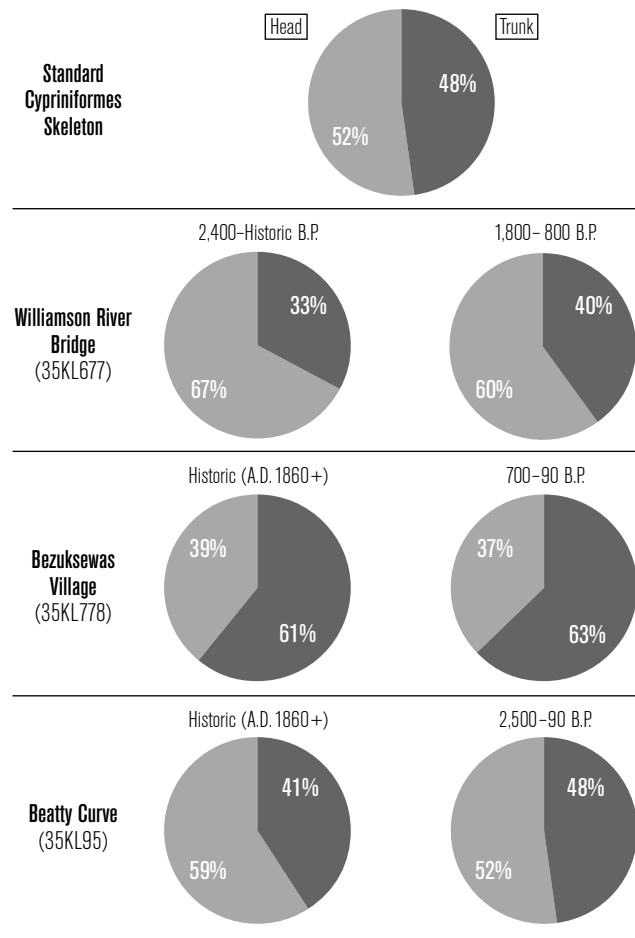 Head
Trunk
Standard
Cypriniformes
Skeleton
48%
52%
2,400–Historic B.P.
1,800–800 B.P.
Williamson River
Bridge
(35KL677)
33%
67%
40%
60%
Historic (A.D. 1860+)
700–90 B.P.
Bezuksewas
Village
(35KL778)
39%
61%
37%
63%
Historic (A.D. 1860+)
2,500–90 B.P.
Beatty Curve
(35KL95)
41%
59%
48%
52%